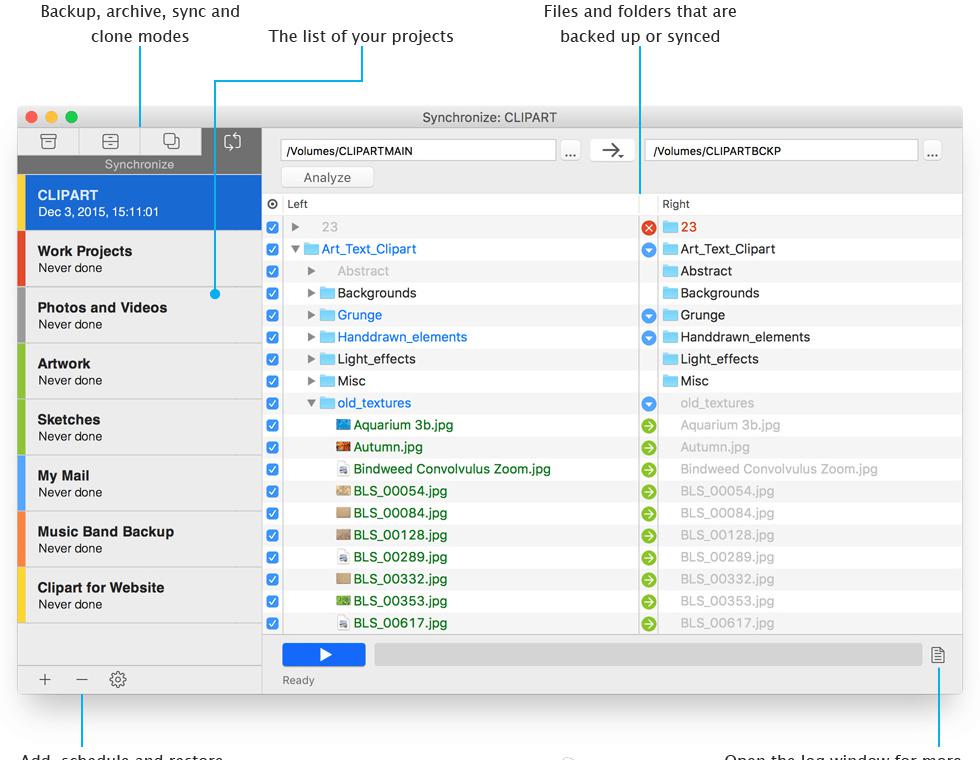 Backup, archive, sync and
clone modes
The list of your projects
Files and folders that are
backed up or synced
Synchronize: CLIPART
Synchronize
/Volumes/CLIPARTMAIN ... /Volumes/CLIPARTBCKP ...
Analyze
CLIPART
Dec 3, 2015, 15:11:01
Work Projects
Never done
Photos and Videos
Never done
Artwork
Never done
Sketches
Never done
My Mail
Never done
Music Band Backup
Never done
Clipart for Website
Never done
Left Right
23 23
Art_Text_Clipart Art_Text_Clipart
Abstract Abstract
Backgrounds Backgrounds
Grunge Grunge
Handdrawn_elements Handdrawn_elements
Light_effects Light_effects
Misc Misc
old_textures old_textures
Aquarium 3b.jpg Aquarium 3b.jpg
Autumn.jpg Autumn.jpg
Bindweed Convolvulus Zoom.jpg Bindweed Convolvulus Zoom.jpg
BLS_00054.jpg BLS_00054.jpg
BLS_00084.jpg BLS_00084.jpg
BLS_00128.jpg BLS_00128.jpg
BLS_00289.jpg BLS_00289.jpg
BLS_00332.jpg BLS_00332.jpg
BLS_00353.jpg BLS_00353.jpg
BLS_00617.jpg BLS_00617.jpg
Ready
Add, schedule and restore
Open the log window for more